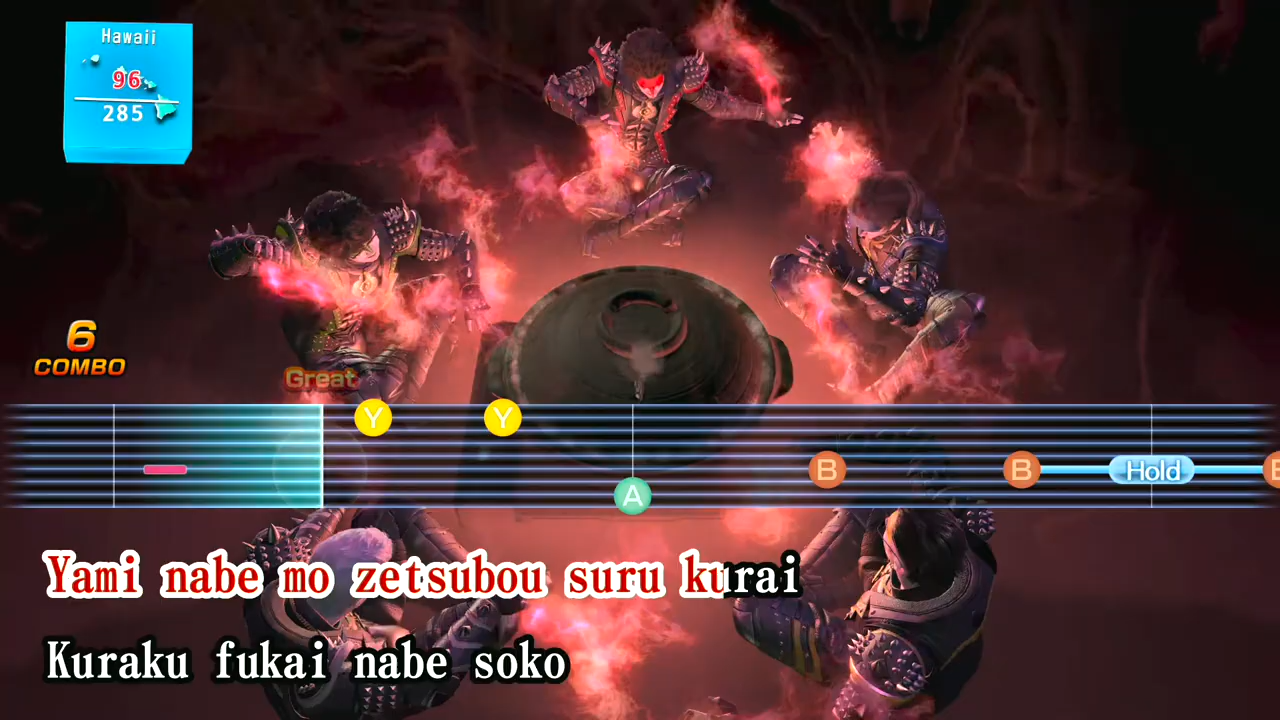 Hawaii
96
285
6
COMBO
Great
Y Y
B B Hold
A
Yami nabe mo zetsubou suru kurai
Kuraku fukai nabe soko